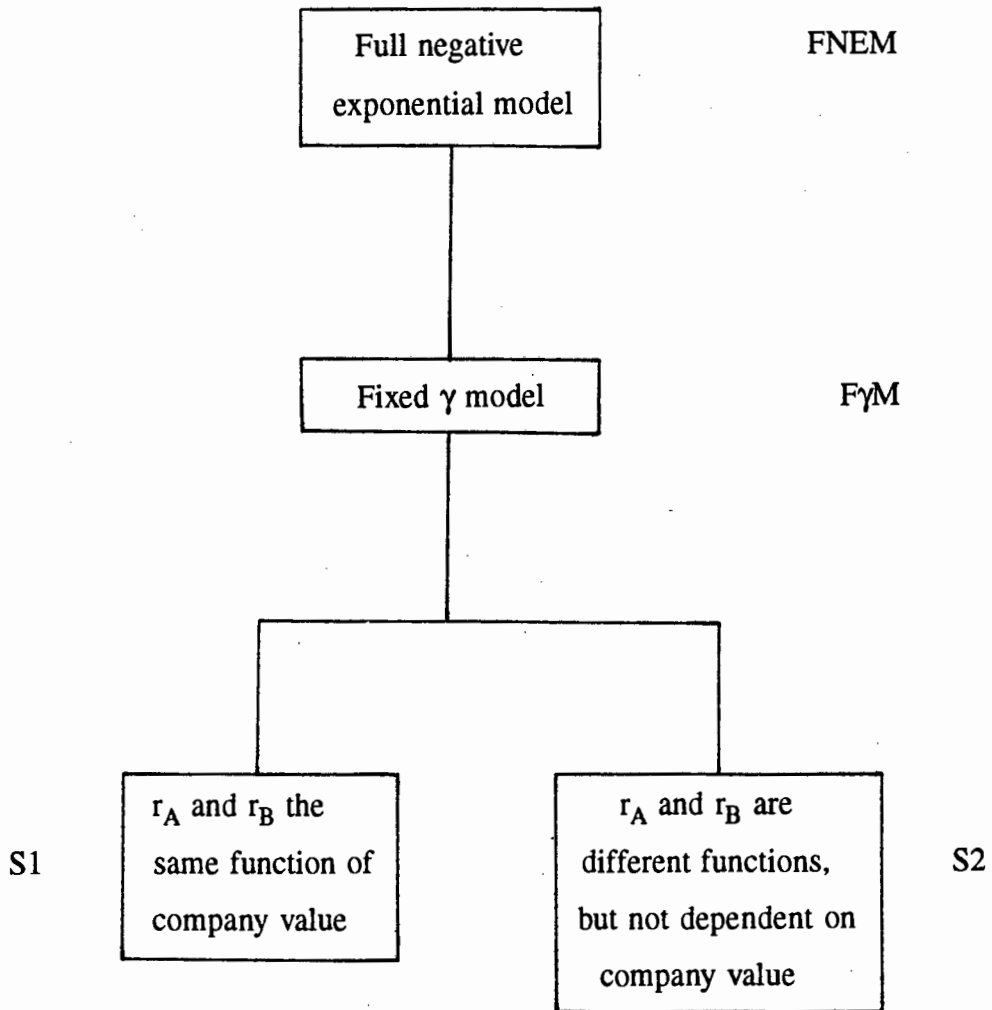 Full negative
exponential model
FNEM
Fixed γ model
FγM
S1
r_A and r_B the
same function of
company value
r_A and r_B are
different functions,
but not dependent on
company value
S2